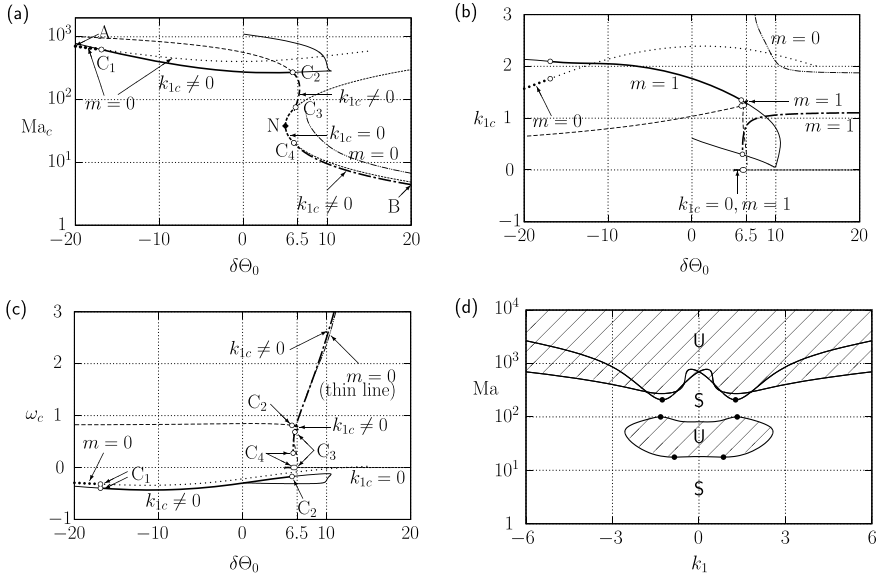 (a)
10³
10²
10¹
1
Ma_c
A
C₁
m = 0
k₁c ≠ 0
C₂
k₁c ≠ 0
C₃
N
k₁c = 0
C₄
m = 0
k₁c ≠ 0
B
−20 −10 0 6.5 10 20
δΘ₀
(b)
3
2
1
0
−1
k₁c
m = 0
m = 1
m = 0
m = 1
m = 1
k₁c = 0, m = 1
−20 −10 0 6.5 10 20
δΘ₀
(c)
3
2
1
0
−1
ω_c
k₁c ≠ 0
m = 0
(thin line)
C₂
k₁c ≠ 0
m = 0
C₄
C₃
C₁
k₁c = 0
k₁c ≠ 0
C₂
−20 −10 0 6.5 10 20
δΘ₀
(d)
10⁴
10³
10²
10¹
1
Ma
U
S
U
S
−6 −3 0 3 6
k₁